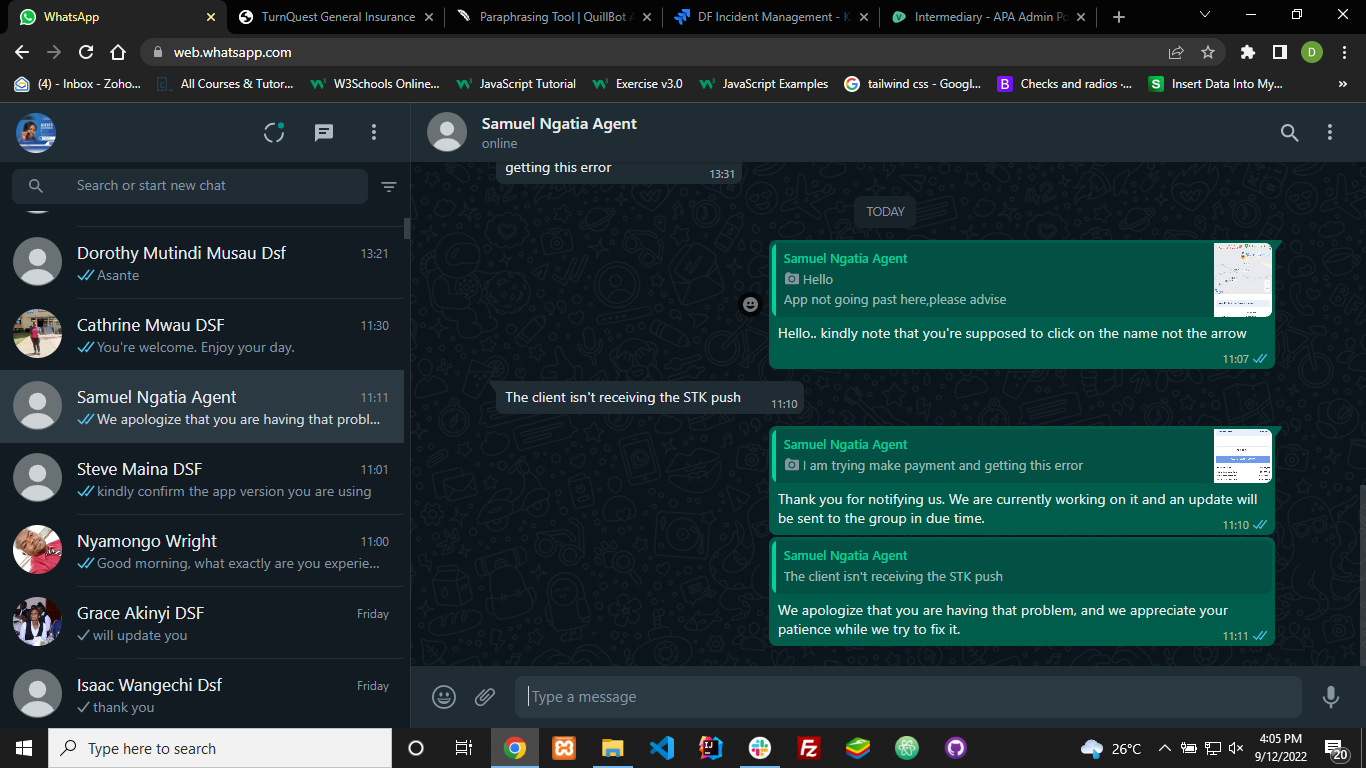 WhatsApp
TurnQuest General Insurance
Paraphrasing Tool | QuillBot
DF Incident Management -
Intermediary - APA Admin
web.whatsapp.com
D
(4) - Inbox - Zoho...
All Courses & Tutor...
W3Schools Online...
JavaScript Tutorial
Exercise v3.0
JavaScript Examples
tailwind css - Googl...
B
Checks and radios ·...
S
Insert Data Into My...
»
Samuel Ngatia Agent
online
Search or start new chat
Dorothy Mutindi Musau Dsf
13:21
Asante
Cathrine Mwau DSF
11:30
You're welcome. Enjoy your day.
Samuel Ngatia Agent
11:11
We apologize that you are having that probl...
Steve Maina DSF
11:01
kindly confirm the app version you are using
Nyamongo Wright
11:00
Good morning, what exactly are you experie...
Grace Akinyi DSF
Friday
will update you
Isaac Wangechi Dsf
Friday
thank you
getting this error
13:31
TODAY
Samuel Ngatia Agent
Hello
App not going past here,please advise
Hello.. kindly note that you're supposed to click on the name not the arrow
11:07
The client isn't receiving the STK push
11:10
Samuel Ngatia Agent
I am trying make payment and getting this error
Thank you for notifying us. We are currently working on it and an update will
be sent to the group in due time.
11:10
Samuel Ngatia Agent
The client isn't receiving the STK push
We apologize that you are having that problem, and we appreciate your
patience while we try to fix it.
11:11
Type a message
Type here to search
26°C
4:05 PM
9/12/2022
20